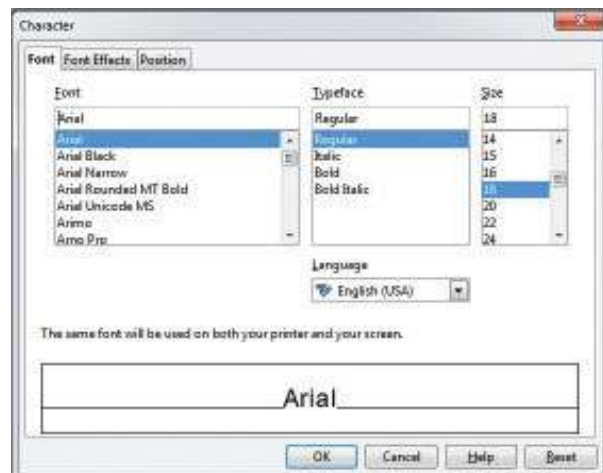 Character
Font Font Effects Position
Font Typeface Size
Arial Regular 18
Arial Regular 14
Arial Black Italic 15
Arial Narrow Bold 16
Arial Rounded MT Bold Bold Italic 18
Arial Unicode MS 20
Arimo 22
Arno Pro 24
Language
English (USA)
The same font will be used on both your printer and your screen.
Arial
OK Cancel Help Reset